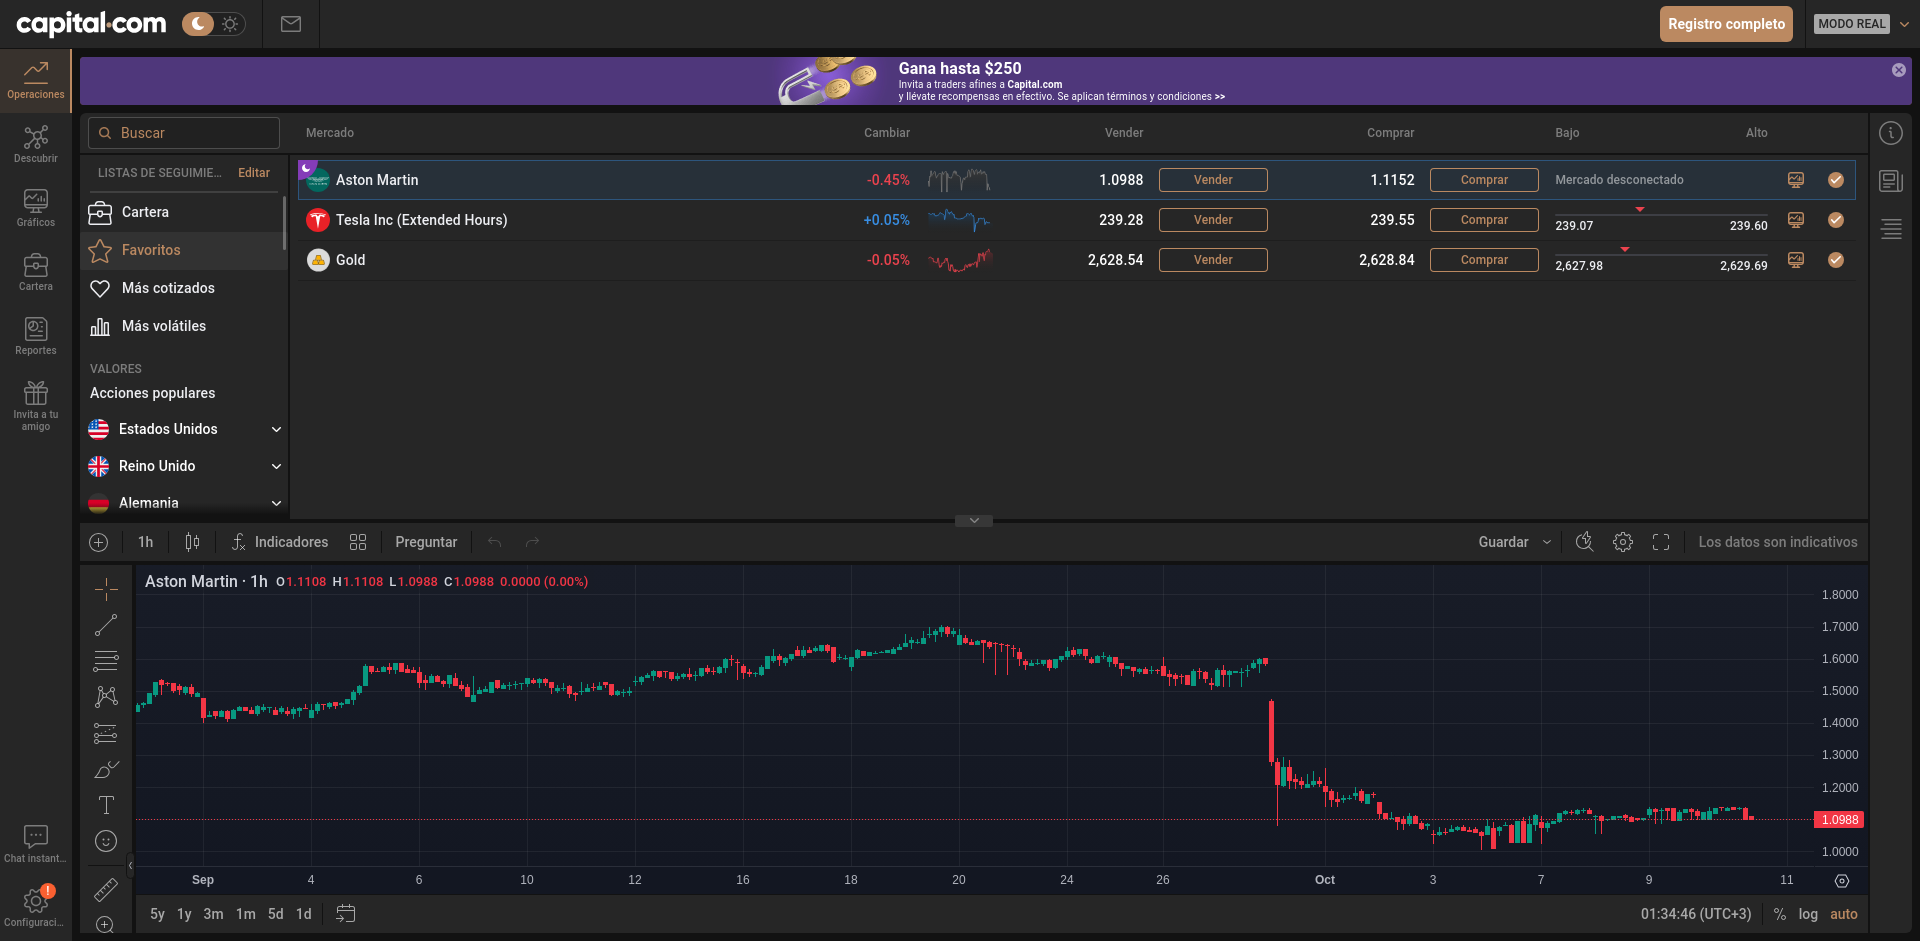 capital.com
Registro completo
MODO REAL
Gana hasta $250
Invita a traders afines a Capital.com
y llévate recompensas en efectivo. Se aplican términos y condiciones >>
Operaciones
Descubrir
Gráficos
Cartera
Reportes
Invita a tu
amigo
Chat instant...
!
Configuraci...
Buscar
LISTAS DE SEGUIMIE... Editar
Cartera
Favoritos
Más cotizados
Más volátiles
VALORES
Acciones populares
Estados Unidos
Reino Unido
Alemania
Mercado Cambiar Vender Comprar Bajo Alto
Aston Martin -0.45% 1.0988 Vender 1.1152 Comprar Mercado desconectado
Tesla Inc (Extended Hours) +0.05% 239.28 Vender 239.55 Comprar 239.07 239.60
Gold -0.05% 2,628.54 Vender 2,628.84 Comprar 2,627.98 2,629.69
1h Indicadores Preguntar Guardar Los datos son indicativos
Aston Martin · 1h O1.1108 H1.1108 L1.0988 C1.0988 0.0000 (0.00%)
1.8000
1.7000
1.6000
1.5000
1.4000
1.3000
1.2000
1.0988
1.0000
Sep 4 6 10 12 16 18 20 24 26 Oct 3 7 9 11
5y 1y 3m 1m 5d 1d 01:34:46 (UTC+3) % log auto